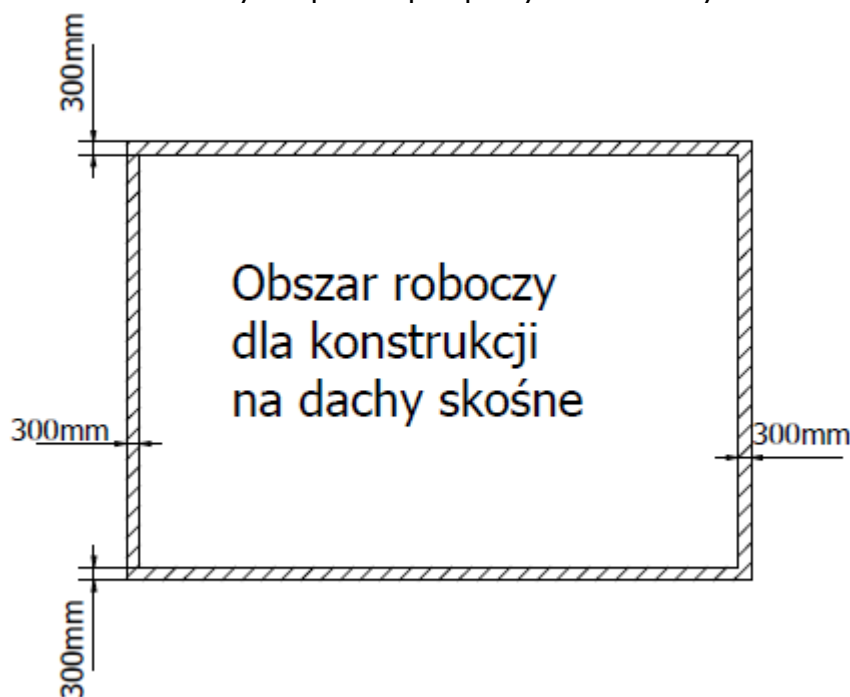 300mm
Obszar roboczy
dla konstrukcji
na dachy skośne
300mm
300mm
300mm